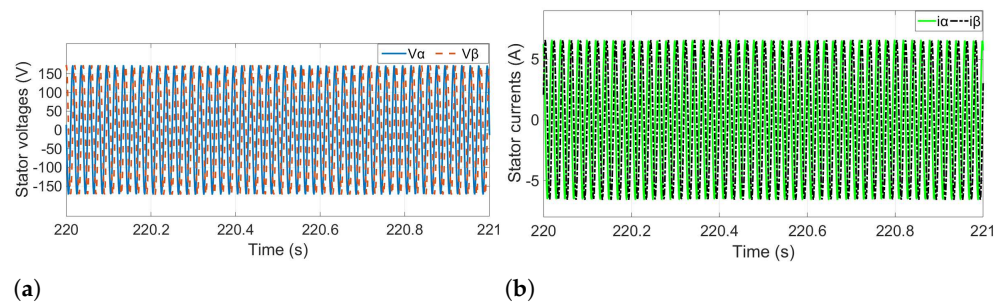 Vα Vβ
Stator voltages (V)
150
100
50
0
-50
-100
-150
220 220.2 220.4 220.6 220.8 221
Time (s)
(a)
iα iβ
Stator currents (A)
5
0
-5
220 220.2 220.4 220.6 220.8 221
Time (s)
(b)